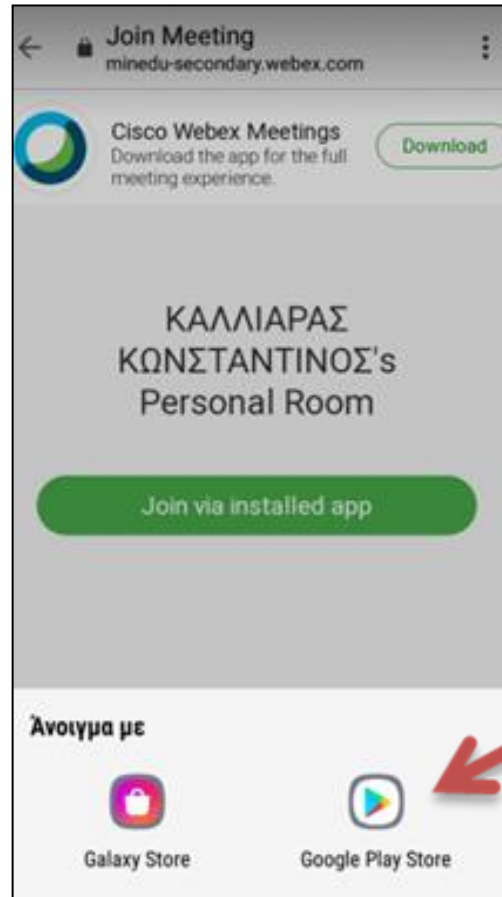 Join Meeting
minedu-secondary.webex.com
Cisco Webex Meetings
Download the app for the full
meeting experience.
Download
ΚΑΛΛΙΑΡΑΣ
ΚΩΝΣΤΑΝΤΙΝΟΣ's
Personal Room
Join via installed app
Άνοιγμα με
Galaxy Store
Google Play Store